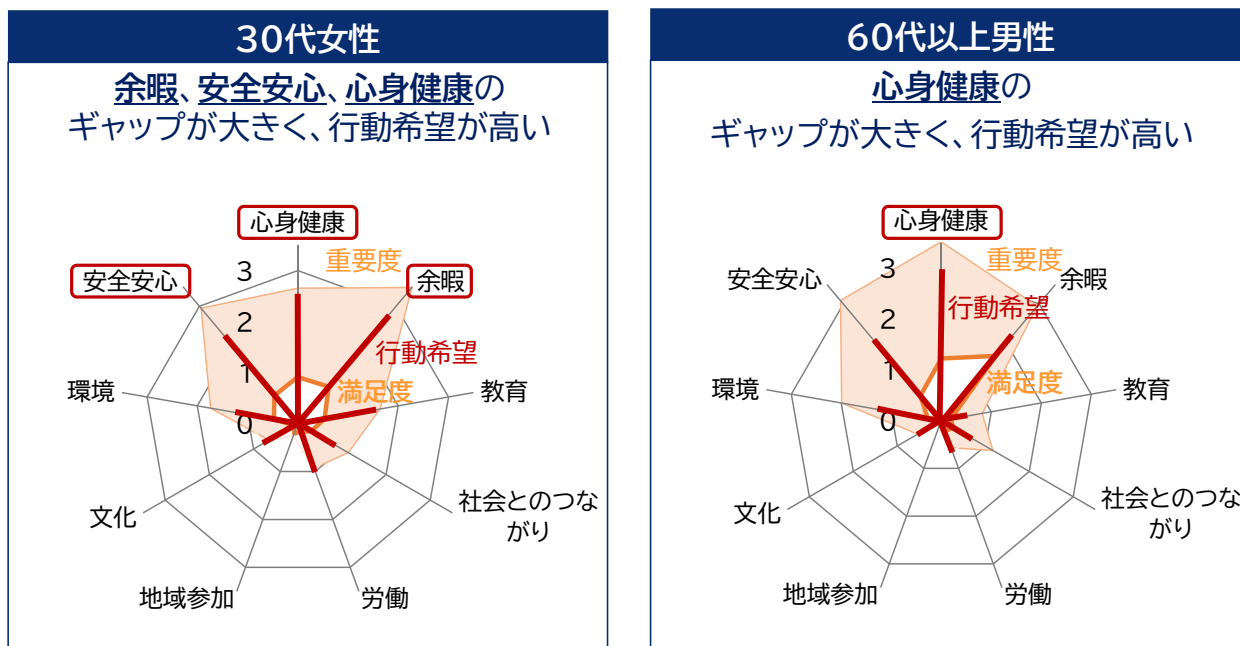 30代女性
余暇、安全安心、心身健康の
ギャップが大きく、行動希望が高い
心身健康
重要度
安全安心
3
余暇
2
行動希望
環境
1
満足度
教育
0
文化
社会とのつな
がり
地域参加
労働
60代以上男性
心身健康の
ギャップが大きく、行動希望が高い
心身健康
重要度
安全安心
3
余暇
行動希望
2
環境
1
満足度
教育
0
文化
社会とのつな
がり
地域参加
労働